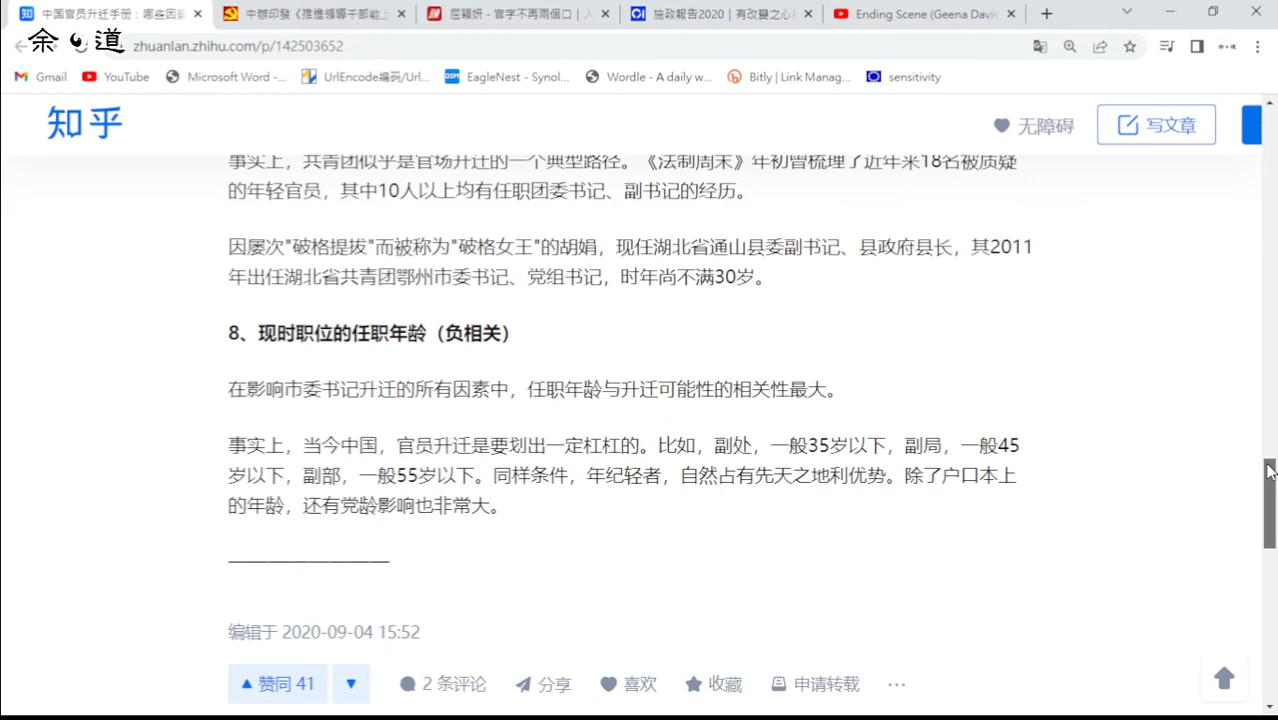 中国官员升迁手册：哪些因
中辦印發《推進領導干部能上
屈穎妍 - 官字不再兩個口 | 人
施政報告2020 | 有改變之心
Ending Scene (Geena Davis
余 道
zhuanlan.zhihu.com/p/142503652
Gmail
YouTube
Microsoft Word -...
UrlEncode编码/Url...
EagleNest - Synol...
Wordle - A daily w...
Bitly | Link Manag...
sensitivity
知乎
无障碍
写文章
事实上，共青团似乎是官场升迁的一个典型路径。《法制周末》年初曾梳理了近年来18名被质疑
的年轻官员，其中10人以上均有任职团委书记、副书记的经历。
因屡次"破格提拔"而被称为"破格女王"的胡娟，现任湖北省通山县委副书记、县政府县长，其2011
年出任湖北省共青团鄂州市委书记、党组书记，时年尚不满30岁。
8、现时职位的任职年龄（负相关）
在影响市委书记升迁的所有因素中，任职年龄与升迁可能性的相关性最大。
事实上，当今中国，官员升迁是要划出一定杠杠的。比如，副处，一般35岁以下，副局，一般45
岁以下，副部，一般55岁以下。同样条件，年纪轻者，自然占有先天之地利优势。除了户口本上
的年龄，还有党龄影响也非常大。
————————
编辑于 2020-09-04 15:52
赞同 41
2 条评论
分享
喜欢
收藏
申请转载